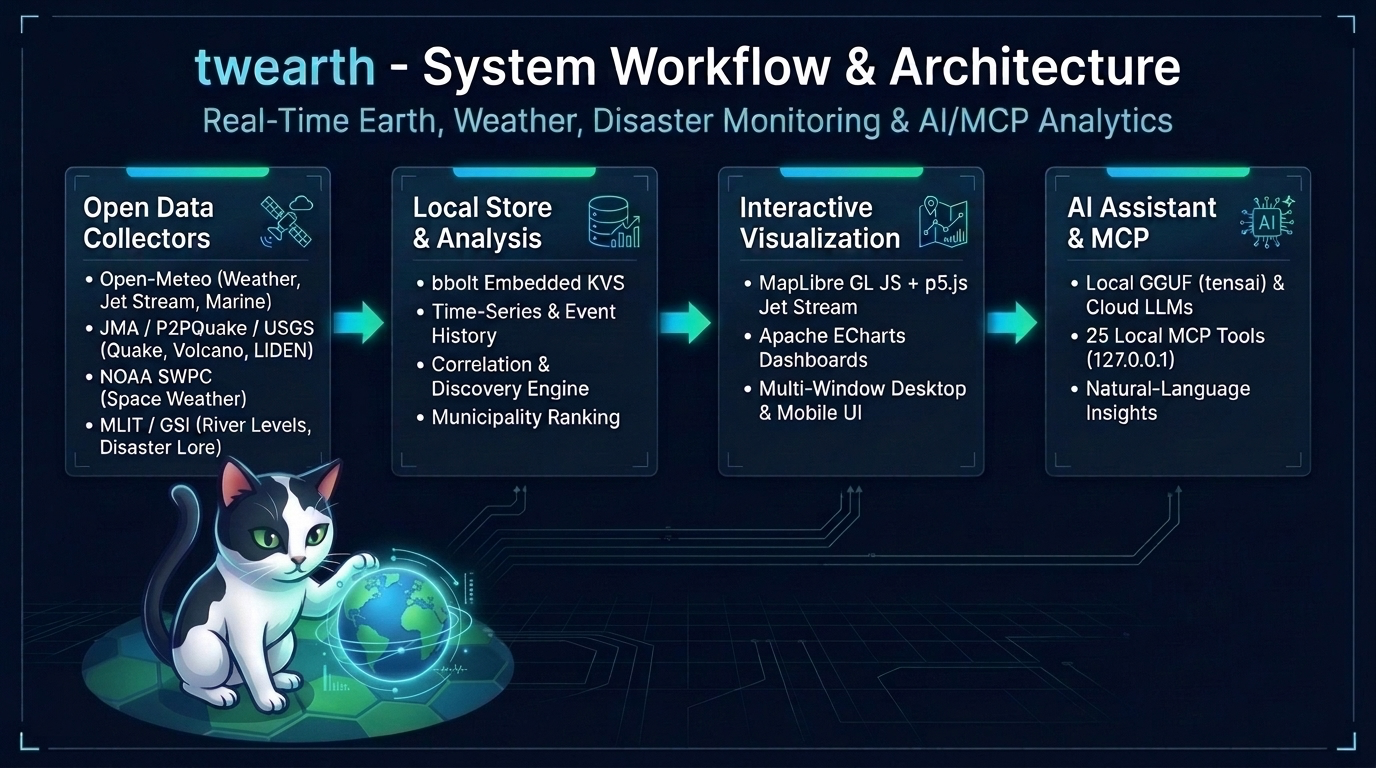 twearth - System Workflow & Architecture
Real-Time Earth, Weather, Disaster Monitoring & AI/MCP Analytics
Open Data
Collectors
• Open-Meteo (Weather,
Jet Stream, Marine)
• JMA / P2PQuake / USGS
(Quake, Volcano, LIDEN)
• NOAA SWPC
(Space Weather)
• MLIT / GSI (River Levels,
Disaster Lore)
Local Store
& Analysis
• bbolt Embedded KVS
• Time-Series & Event
History
• Correlation &
Discovery Engine
• Municipality Ranking
Interactive
Visualization
• MapLibre GL JS + p5.js
Jet Stream
• Apache ECharts
Dashboards
• Multi-Window Desktop
& Mobile UI
AI Assistant
& MCP
AI
• Local GGUF (tensai) &
Cloud LLMs
• 25 Local MCP Tools
(127.0.0.1)
• Natural-Language
Insights